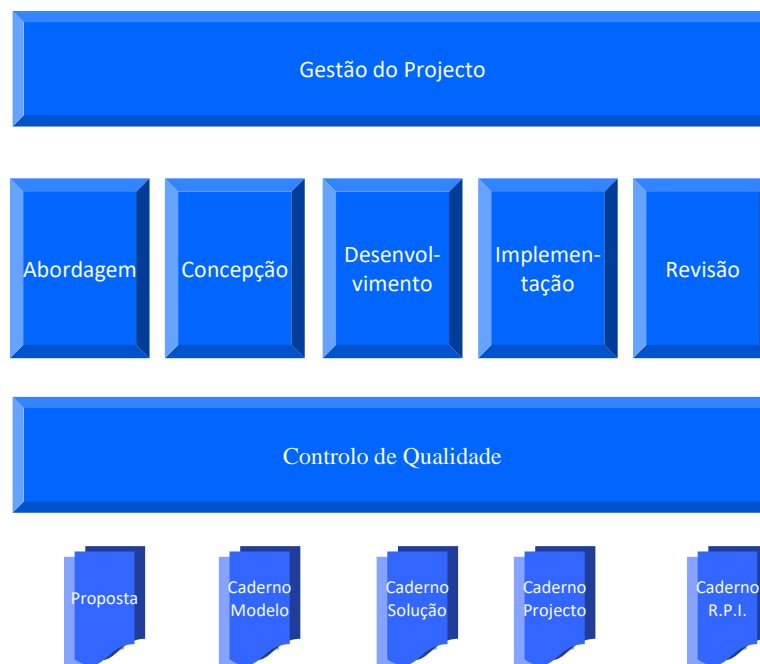 Gestão do Projecto
Abordagem
Concepção
Desenvol-
vimento
Implemen-
tação
Revisão
Controlo de Qualidade
Proposta
Caderno
Modelo
Caderno
Solução
Caderno
Projecto
Caderno
R.P.I.